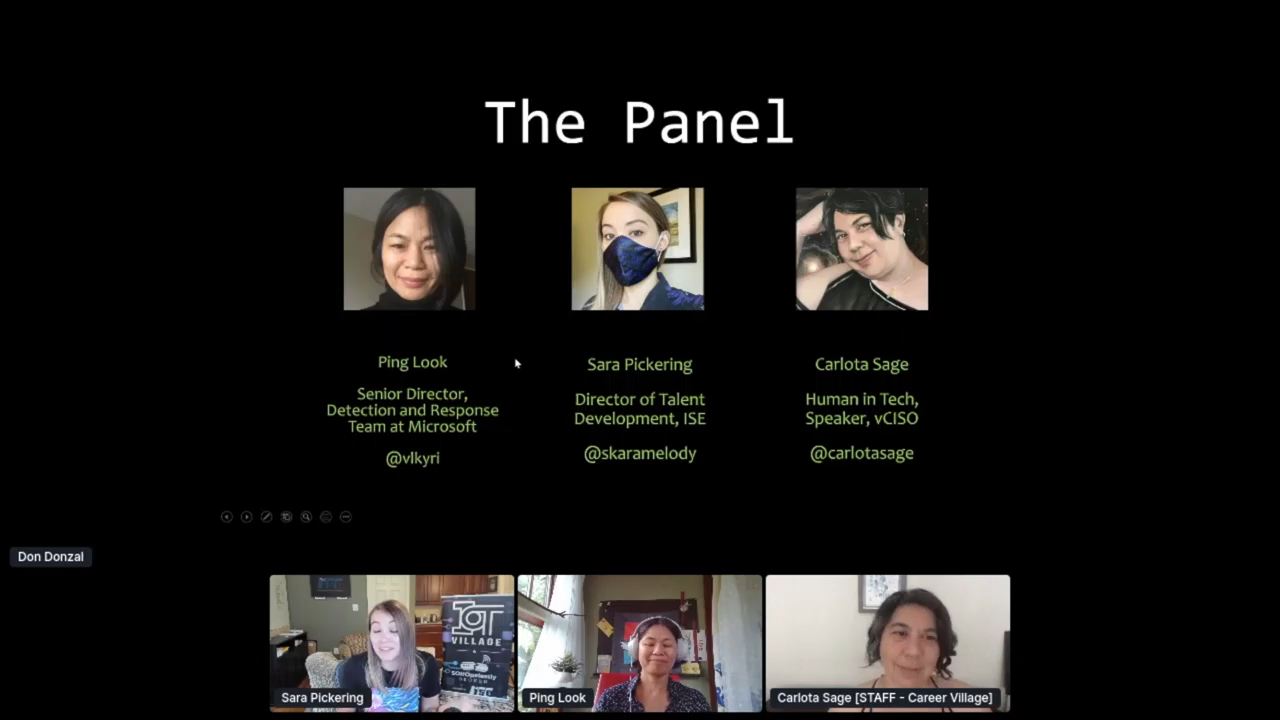 The Panel
Ping Look
Senior Director,
Detection and Response
Team at Microsoft
@vlkyri
Sara Pickering
Director of Talent
Development, ISE
@skaramelody
Carlota Sage
Human in Tech,
Speaker, vCISO
@carlotasage
Don Donzal
IOT
VILLAGE
Sara Pickering
Ping Look
Carlota Sage [STAFF - Career Village]